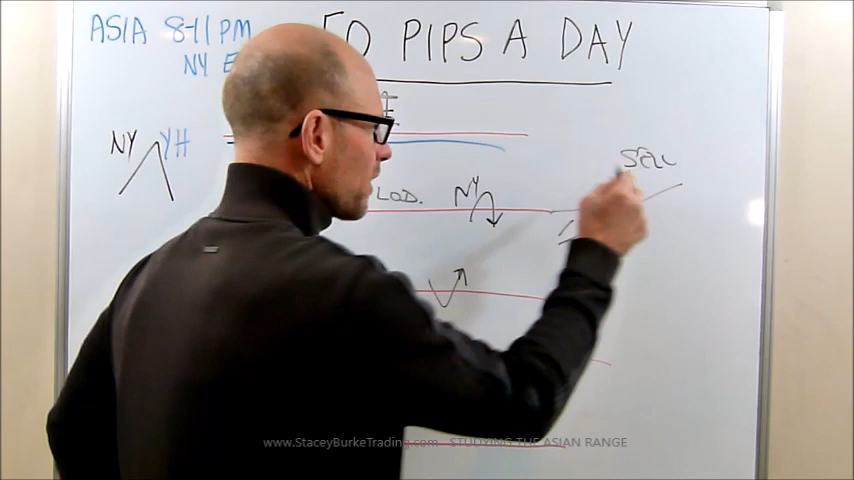 ASIA 8-11 PM
NY
PIPS A DAY
NY YH
SELL
LOD. NY
www.StaceyBurkeTrading.com - STUDYING THE ASIAN RANGE